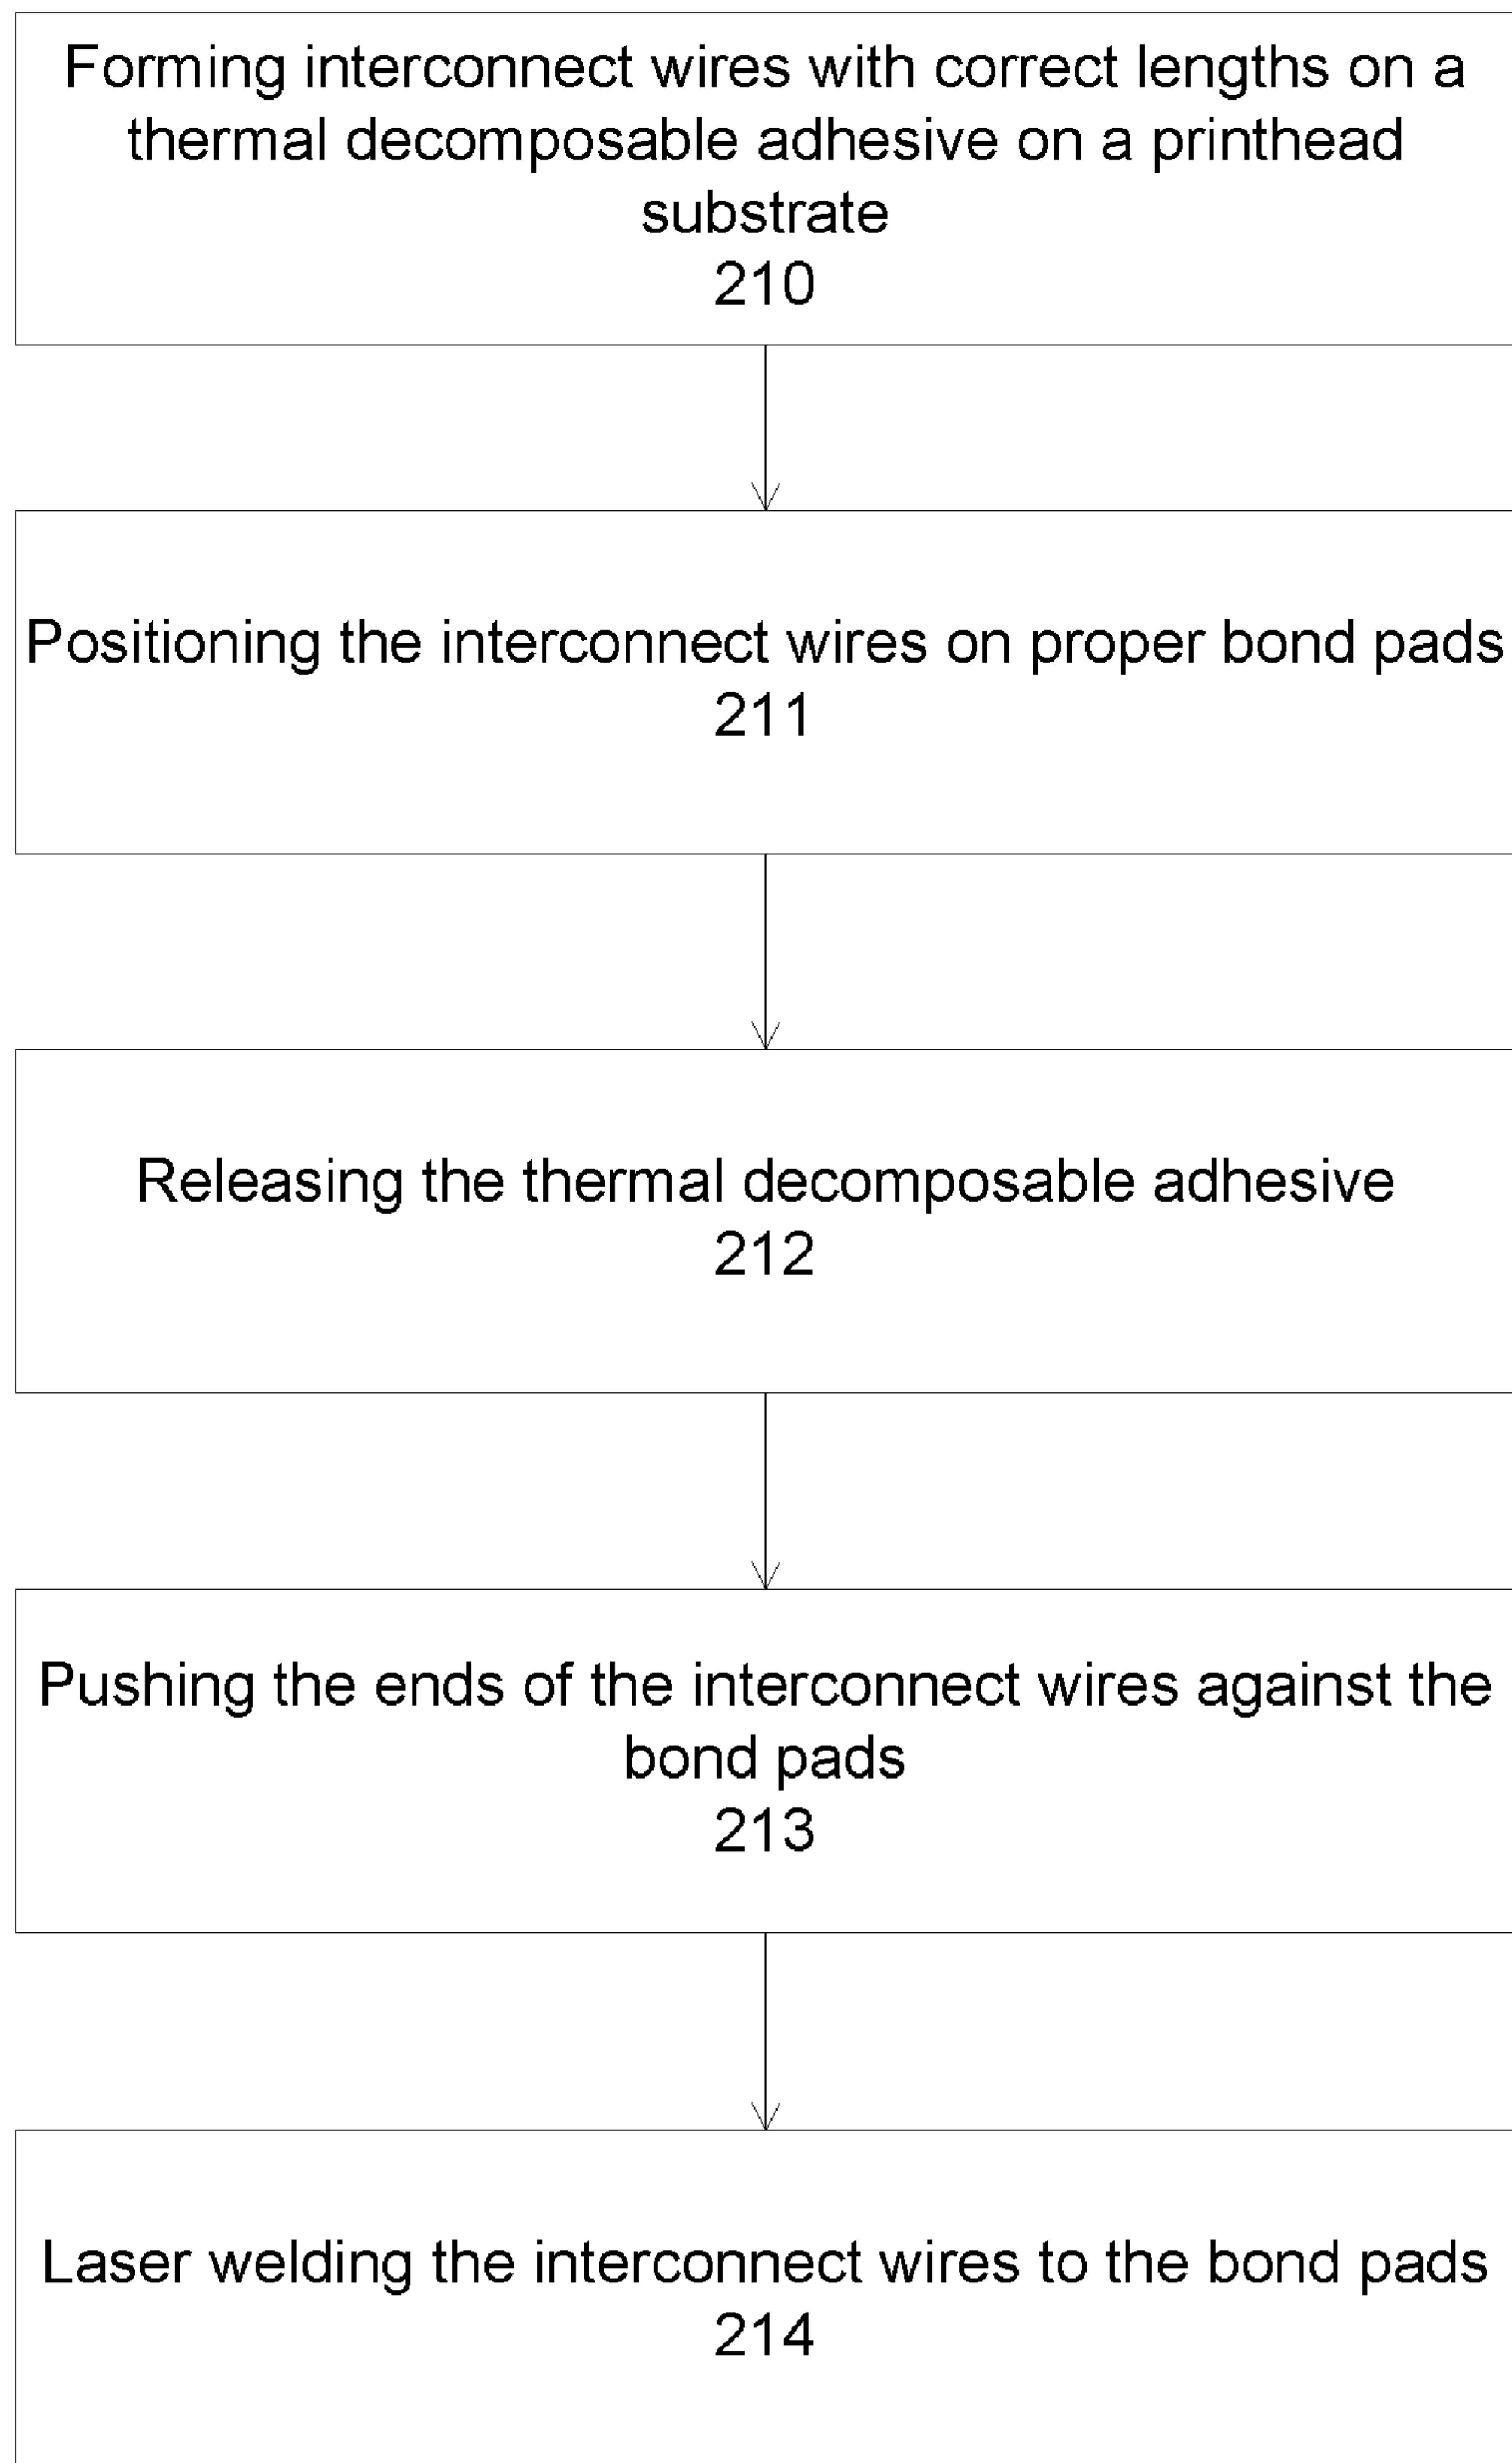 Forming interconnect wires with correct lengths on a
thermal decomposable adhesive on a printhead
substrate
210
Positioning the interconnect wires on proper bond pads
211
Releasing the thermal decomposable adhesive
212
Pushing the ends of the interconnect wires against the
bond pads
213
Laser welding the interconnect wires to the bond pads
214